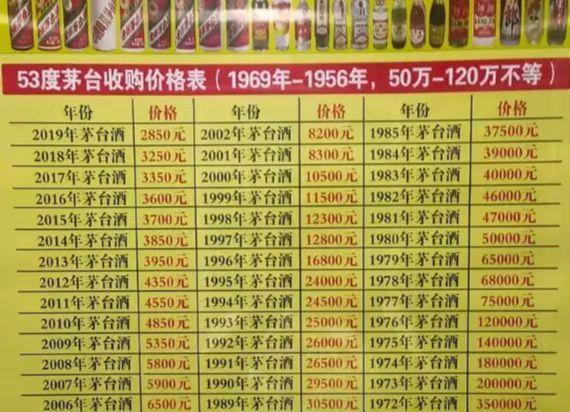 53度茅台收购价格表（1969年-1956年，50万-120万不等）
年份 价格 年份 价格 年份 价格
2019年茅台酒 2850元 2002年茅台酒 8200元 1985年茅台酒 37500元
2018年茅台酒 3250元 2001年茅台酒 8300元 1984年茅台酒 39000元
2017年茅台酒 3350元 2000年茅台酒 10500元 1983年茅台酒 40000元
2016年茅台酒 3600元 1999年茅台酒 11500元 1982年茅台酒 46000元
2015年茅台酒 3700元 1998年茅台酒 12300元 1981年茅台酒 47000元
2014年茅台酒 3850元 1997年茅台酒 12800元 1980年茅台酒 50000元
2013年茅台酒 3950元 1996年茅台酒 16800元 1979年茅台酒 65000元
2012年茅台酒 4350元 1995年茅台酒 24000元 1978年茅台酒 68000元
2011年茅台酒 4550元 1994年茅台酒 24500元 1977年茅台酒 75000元
2010年茅台酒 4850元 1993年茅台酒 25000元 1976年茅台酒 120000元
2009年茅台酒 5350元 1992年茅台酒 26000元 1975年茅台酒 140000元
2008年茅台酒 5800元 1991年茅台酒 26500元 1974年茅台酒 180000元
2007年茅台酒 5900元 1990年茅台酒 29500元 1973年茅台酒 200000元
2006年茅台酒 6500元 1989年茅台酒 30500元 1972年茅台酒 350000元